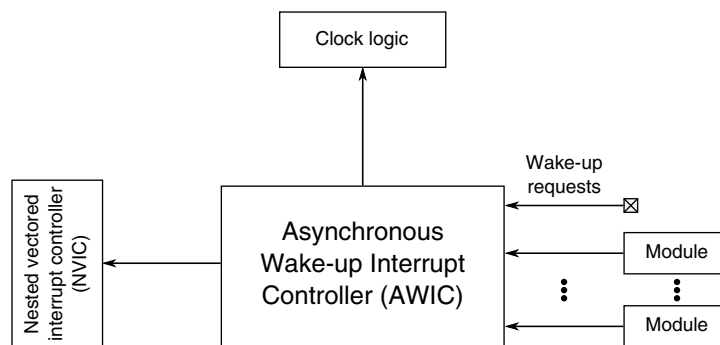 Clock logic
Wake-up
requests
Nested vectored
interrupt controller
(NVIC)
Asynchronous
Wake-up Interrupt
Controller (AWIC)
Module
Module